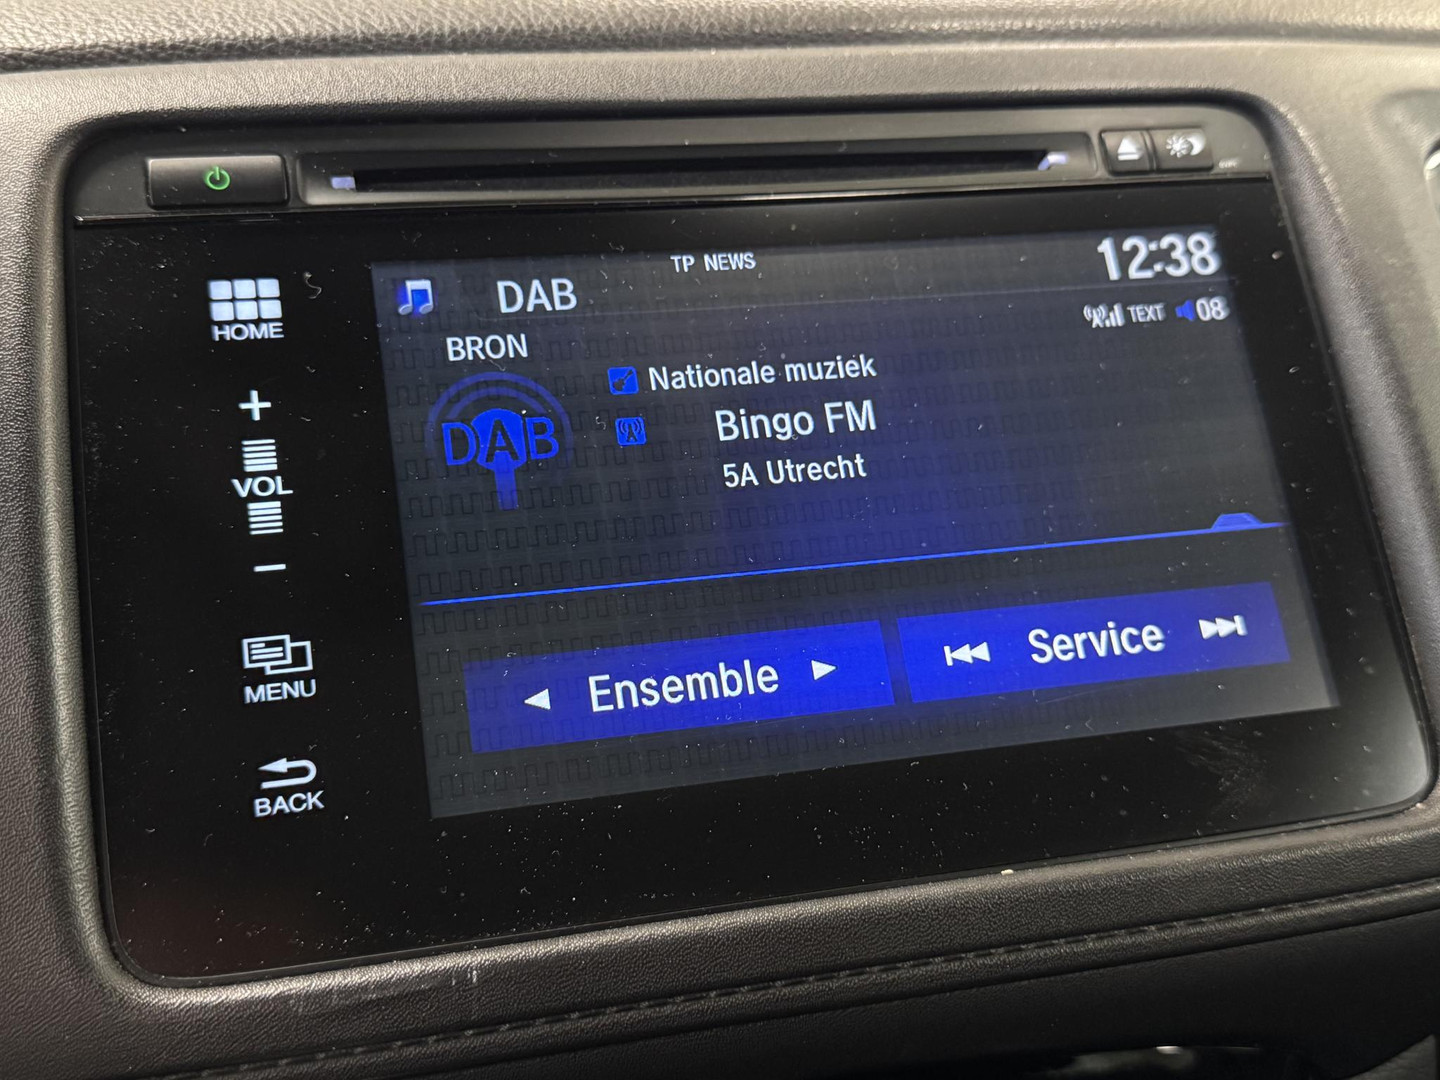 TP NEWS
12:38
DAB
TEXT 08
HOME
BRON
Nationale muziek
DAB
Bingo FM
5A Utrecht
+
VOL
−
Ensemble
Service
MENU
BACK